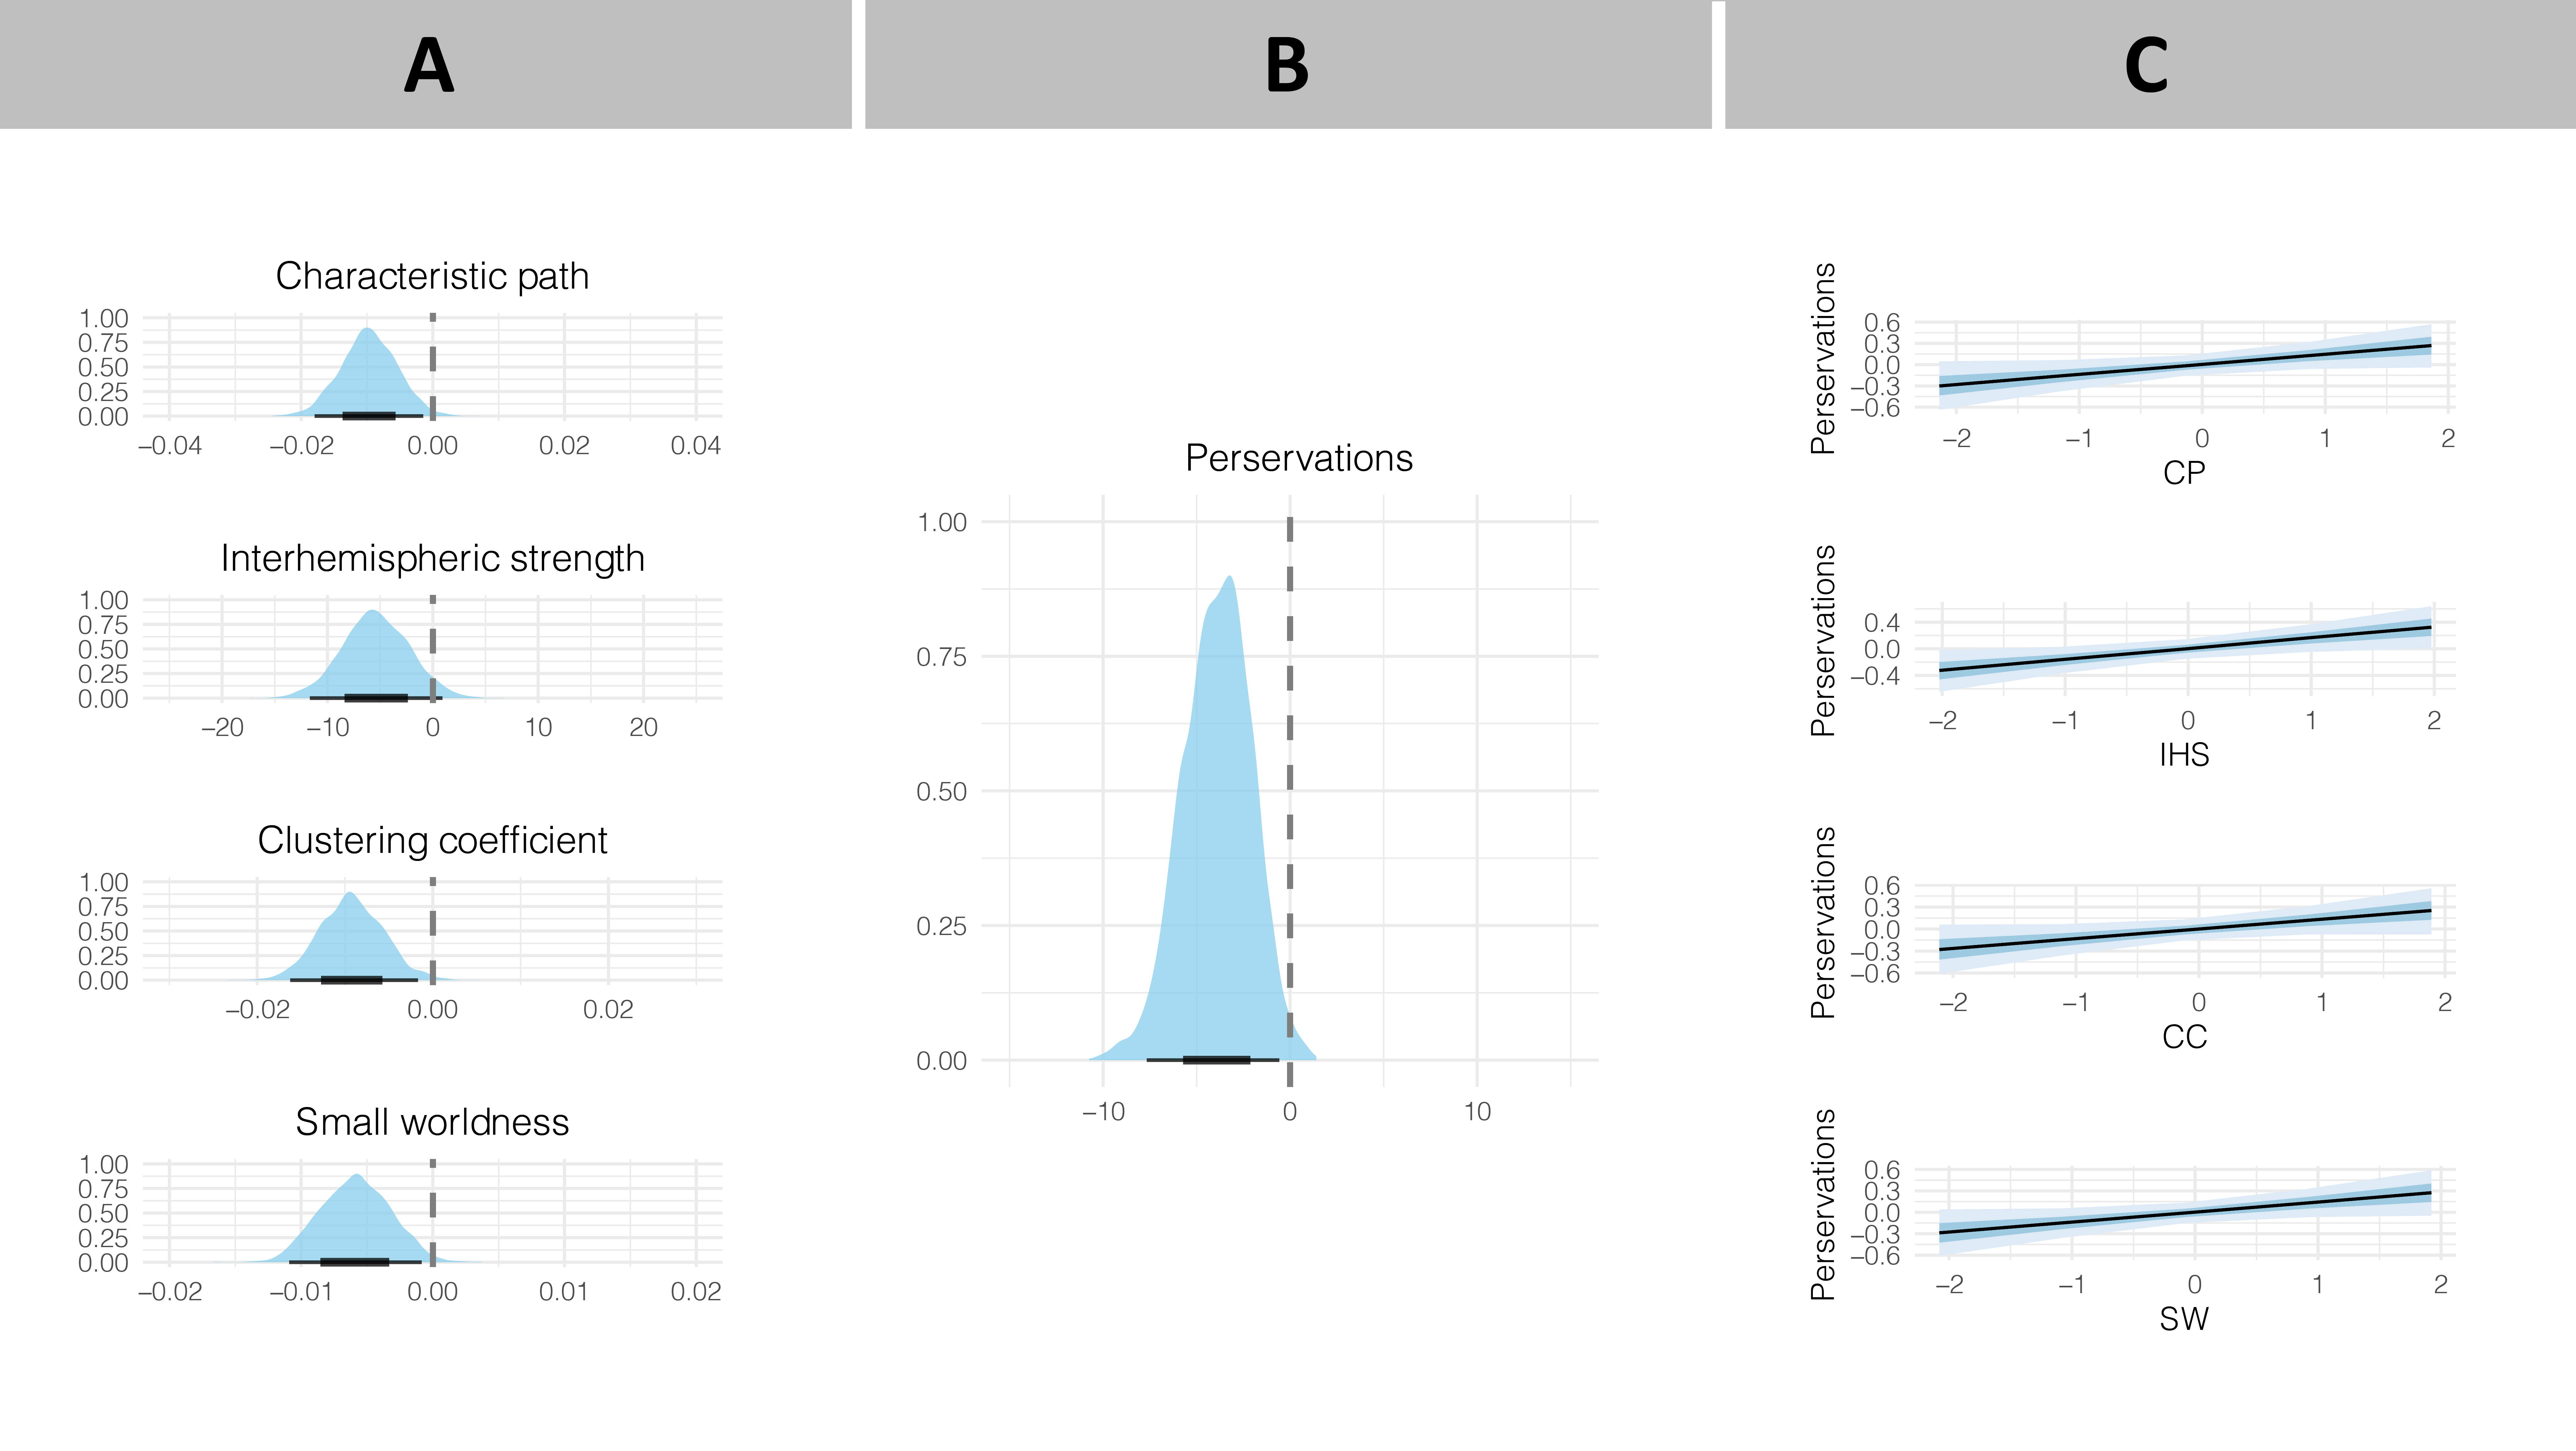 A
B
C
Characteristic path
1.00
0.75
0.50
0.25
0.00
−0.04 −0.02 0.00 0.02 0.04
Interhemispheric strength
1.00
0.75
0.50
0.25
0.00
−20 −10 0 10 20
Clustering coefficient
1.00
0.75
0.50
0.25
0.00
−0.02 0.00 0.02
Small worldness
1.00
0.75
0.50
0.25
0.00
−0.02 −0.01 0.00 0.01 0.02
Perservations
1.00
0.75
0.50
0.25
0.00
−10 0 10
Perservations
0.6
0.3
0.0
−0.3
−0.6
−2 −1 0 1 2
CP
Perservations
0.4
0.0
−0.4
−2 −1 0 1 2
IHS
Perservations
0.6
0.3
0.0
−0.3
−0.6
−2 −1 0 1 2
CC
Perservations
0.6
0.3
0.0
−0.3
−0.6
−2 −1 0 1 2
SW